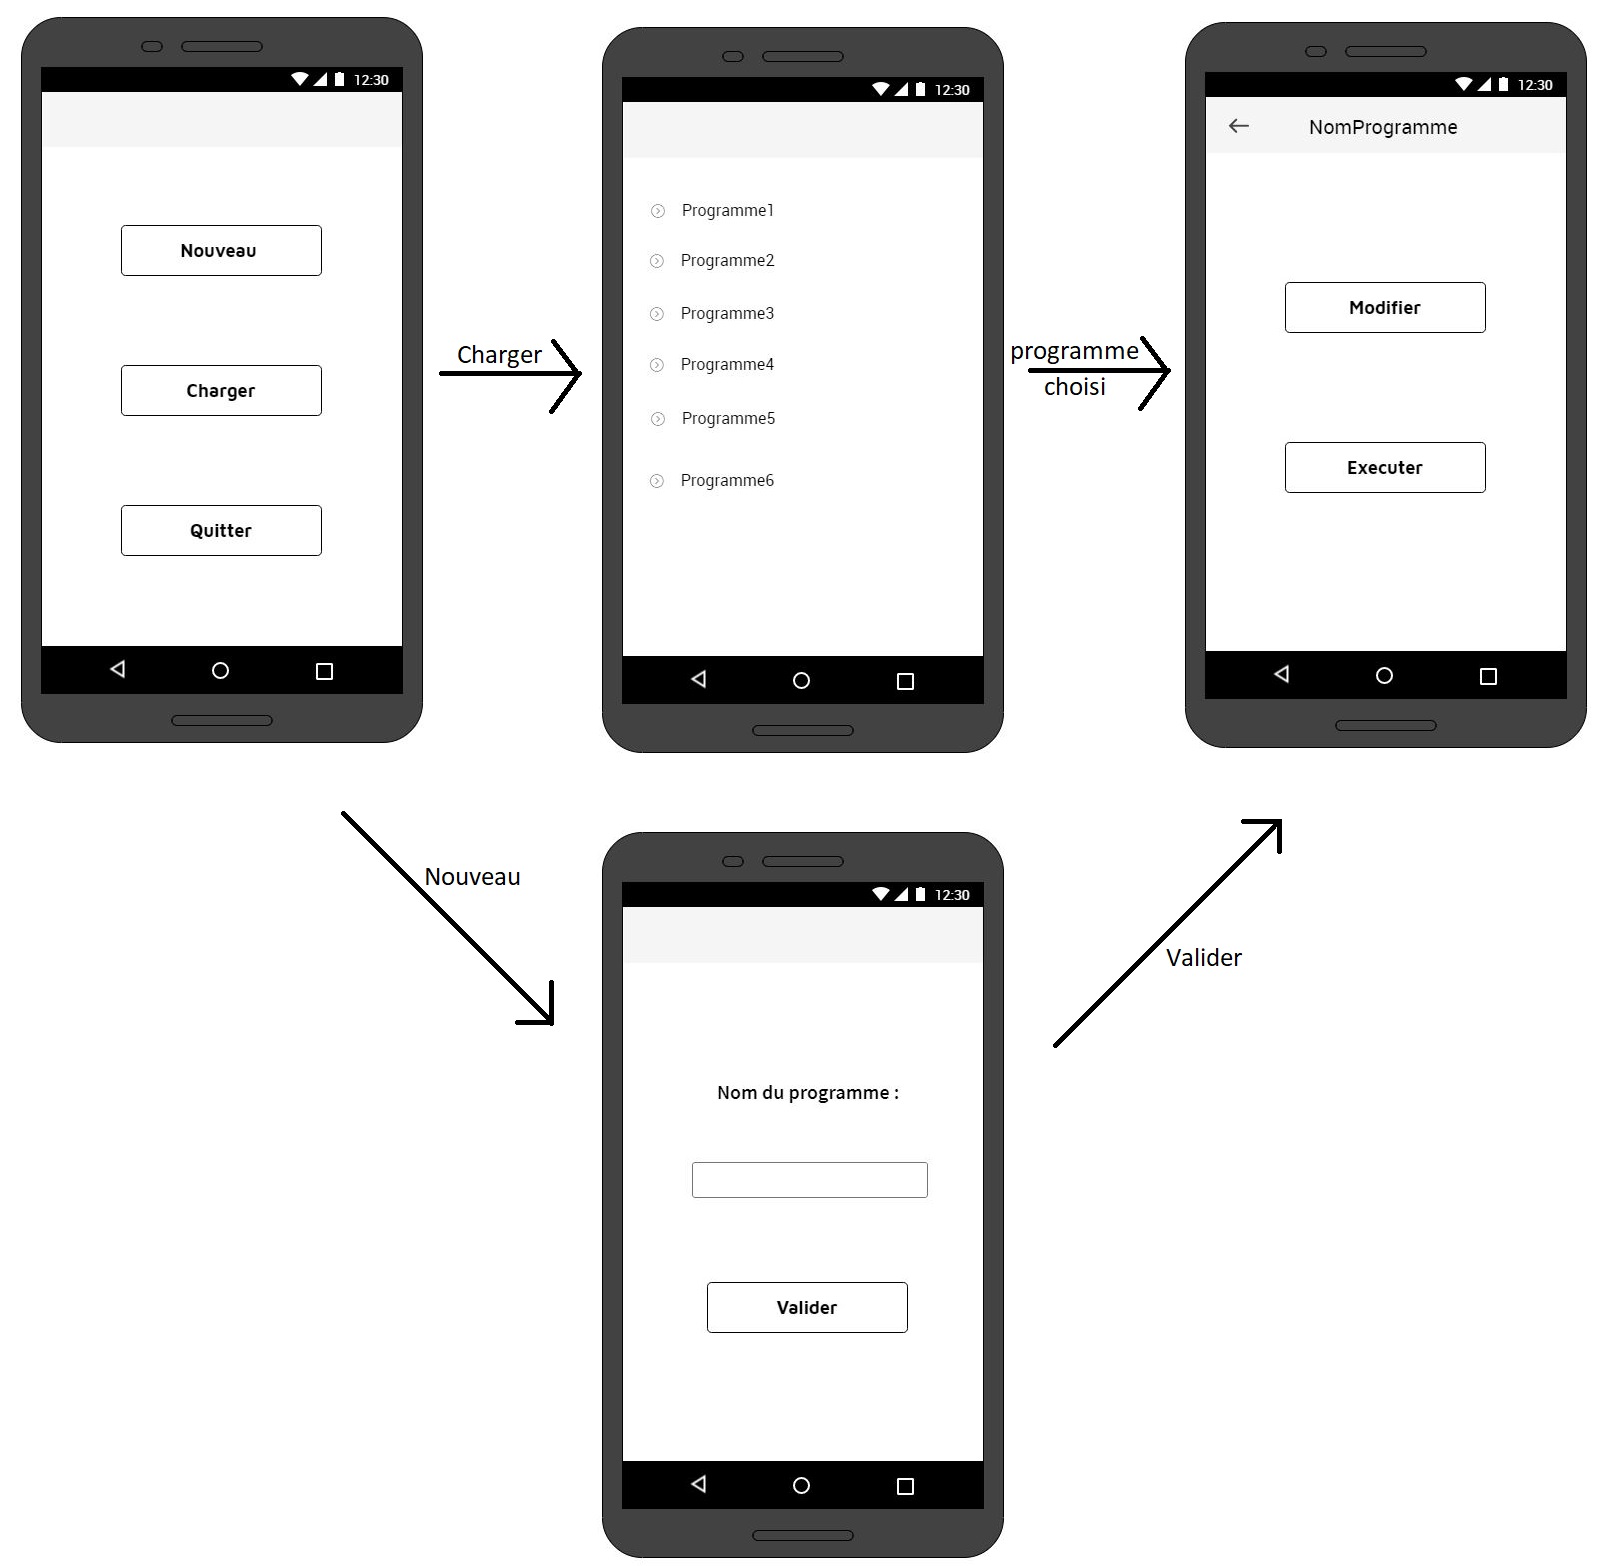 12:30
Nouveau
Charger
Quitter
Charger
12:30
Programme1
Programme2
Programme3
Programme4
Programme5
Programme6
programme
choisi
12:30
NomProgramme
Modifier
Executer
Nouveau
12:30
Nom du programme :
Valider
Valider